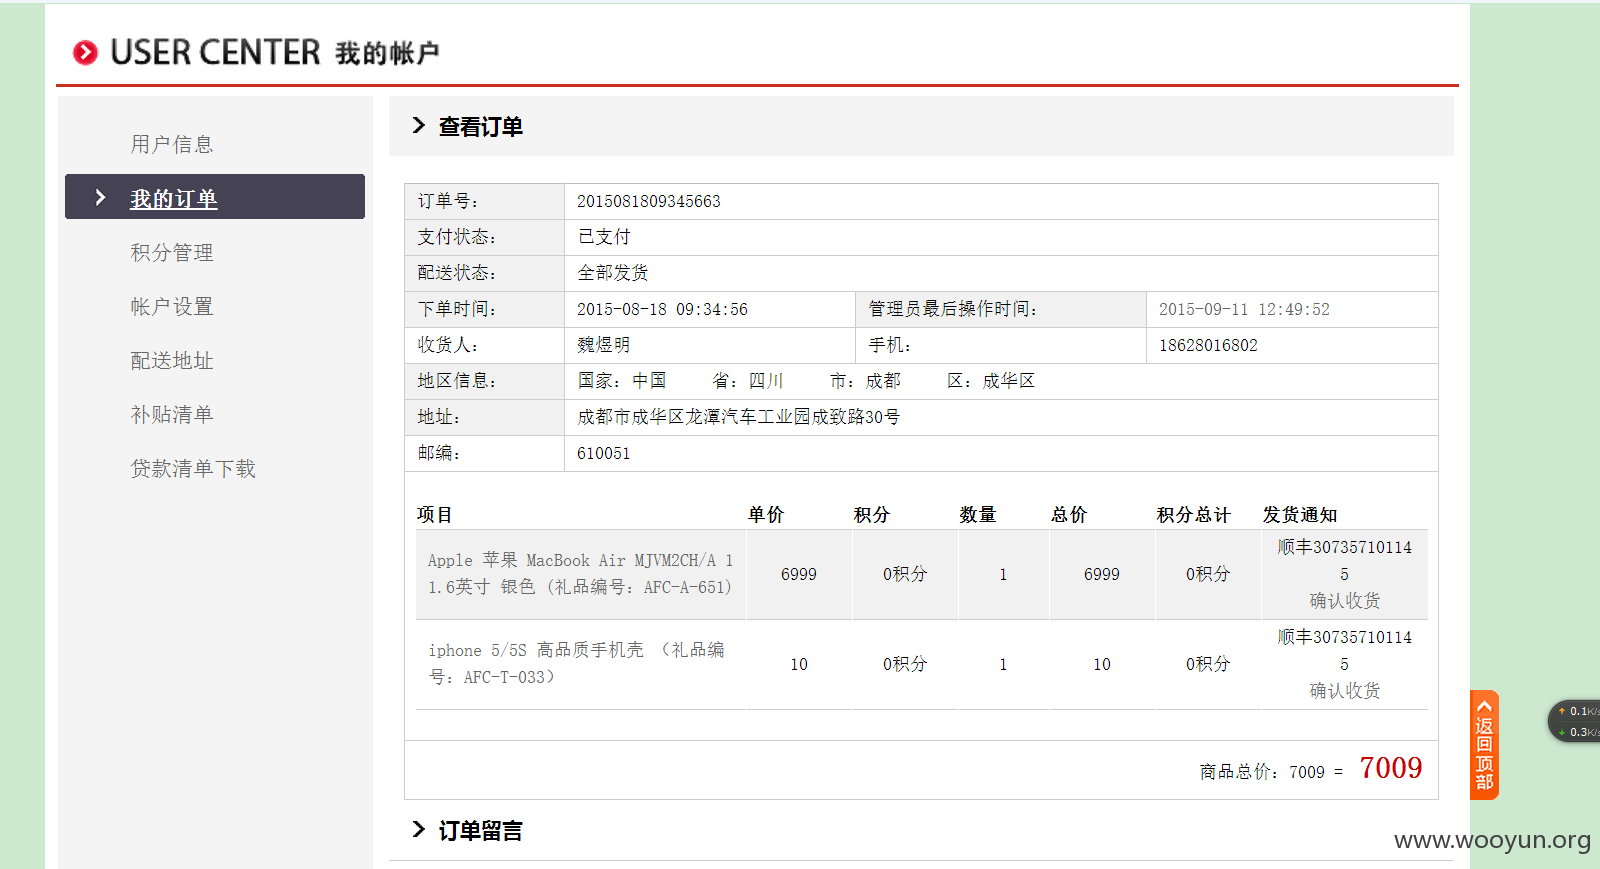 USER CENTER 我的帐户
用户信息
我的订单
积分管理
帐户设置
配送地址
补贴清单
贷款清单下载
查看订单
订单号： 2015081809345663
支付状态： 已支付
配送状态： 全部发货
下单时间： 2015-08-18 09:34:56 管理员最后操作时间： 2015-09-11 12:49:52
收货人： 魏煜明 手机： 18628016802
地区信息： 国家：中国 省：四川 市：成都 区：成华区
地址： 成都市成华区龙潭汽车工业园成致路30号
邮编： 610051
项目 单价 积分 数量 总价 积分总计 发货通知
Apple 苹果 MacBook Air MJVM2CH/A 1
1.6英寸 银色 (礼品编号：AFC-A-651)
6999 0积分 1 6999 0积分
顺丰30735710114
5
确认收货
iphone 5/5S 高品质手机壳 （礼品编
号：AFC-T-033）
10 0积分 1 10 0积分
顺丰30735710114
5
确认收货
商品总价：7009 = 7009
订单留言
返回顶部
0.1K/s
0.3K/s
www.wooyun.org